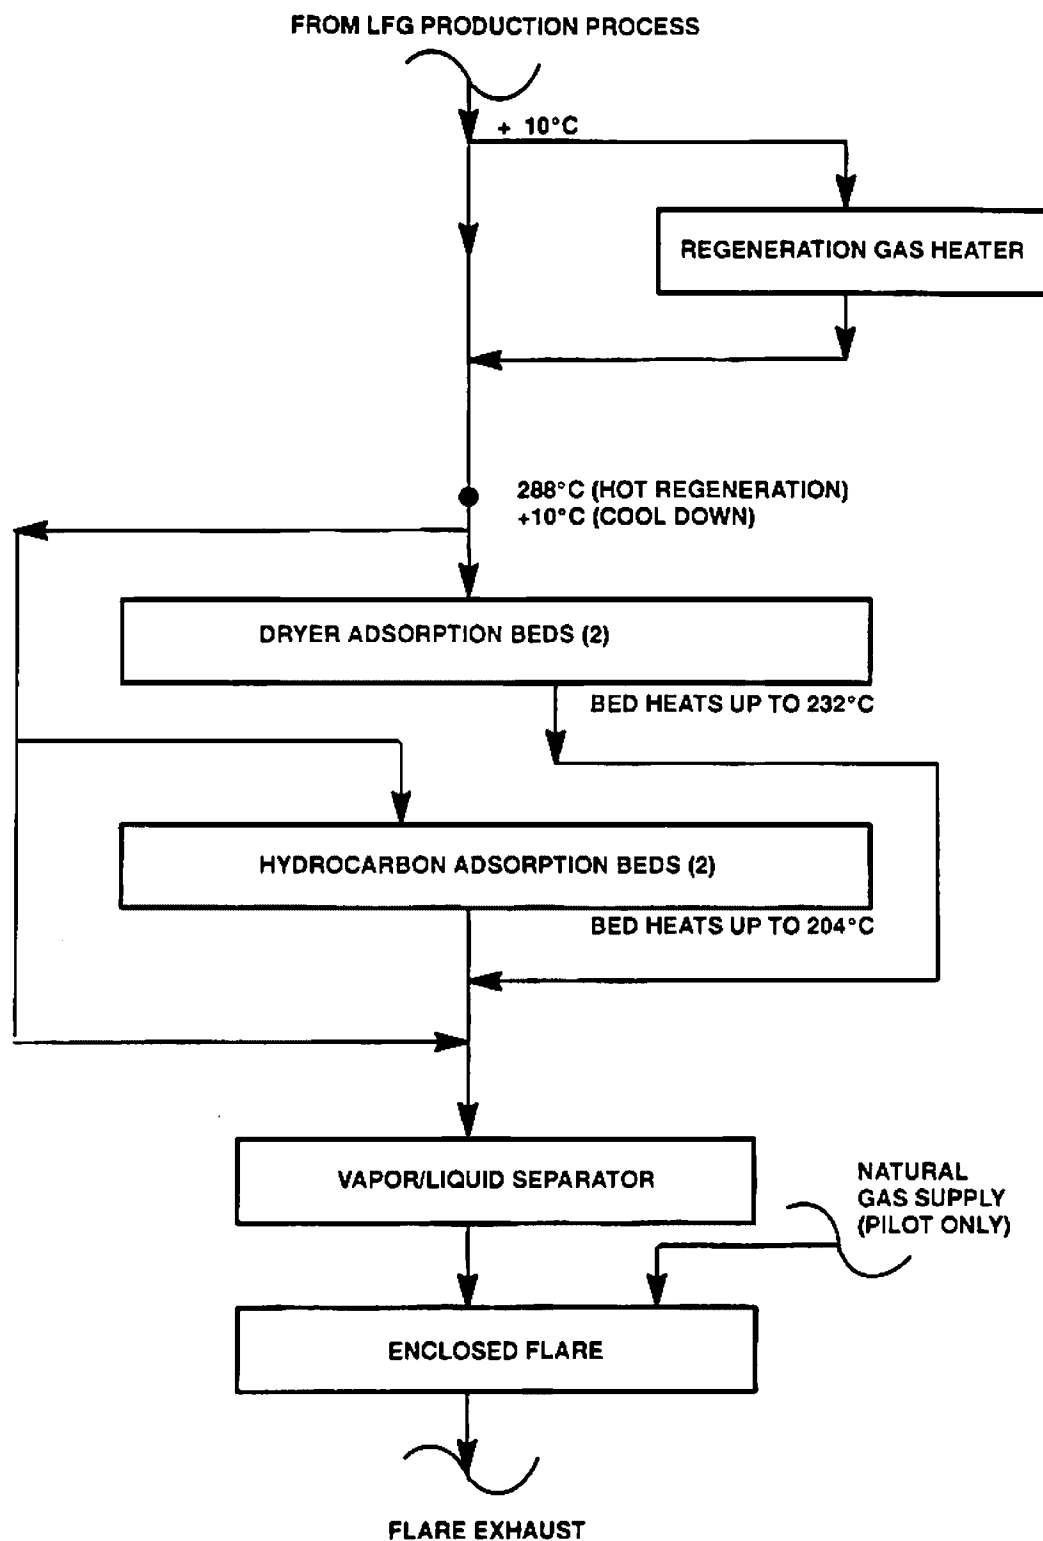 FROM LFG PRODUCTION PROCESS
+ 10°C
REGENERATION GAS HEATER
288°C (HOT REGENERATION)
+10°C (COOL DOWN)
DRYER ADSORPTION BEDS (2)
BED HEATS UP TO 232°C
HYDROCARBON ADSORPTION BEDS (2)
BED HEATS UP TO 204°C
VAPOR/LIQUID SEPARATOR
NATURAL
GAS SUPPLY
(PILOT ONLY)
ENCLOSED FLARE
FLARE EXHAUST